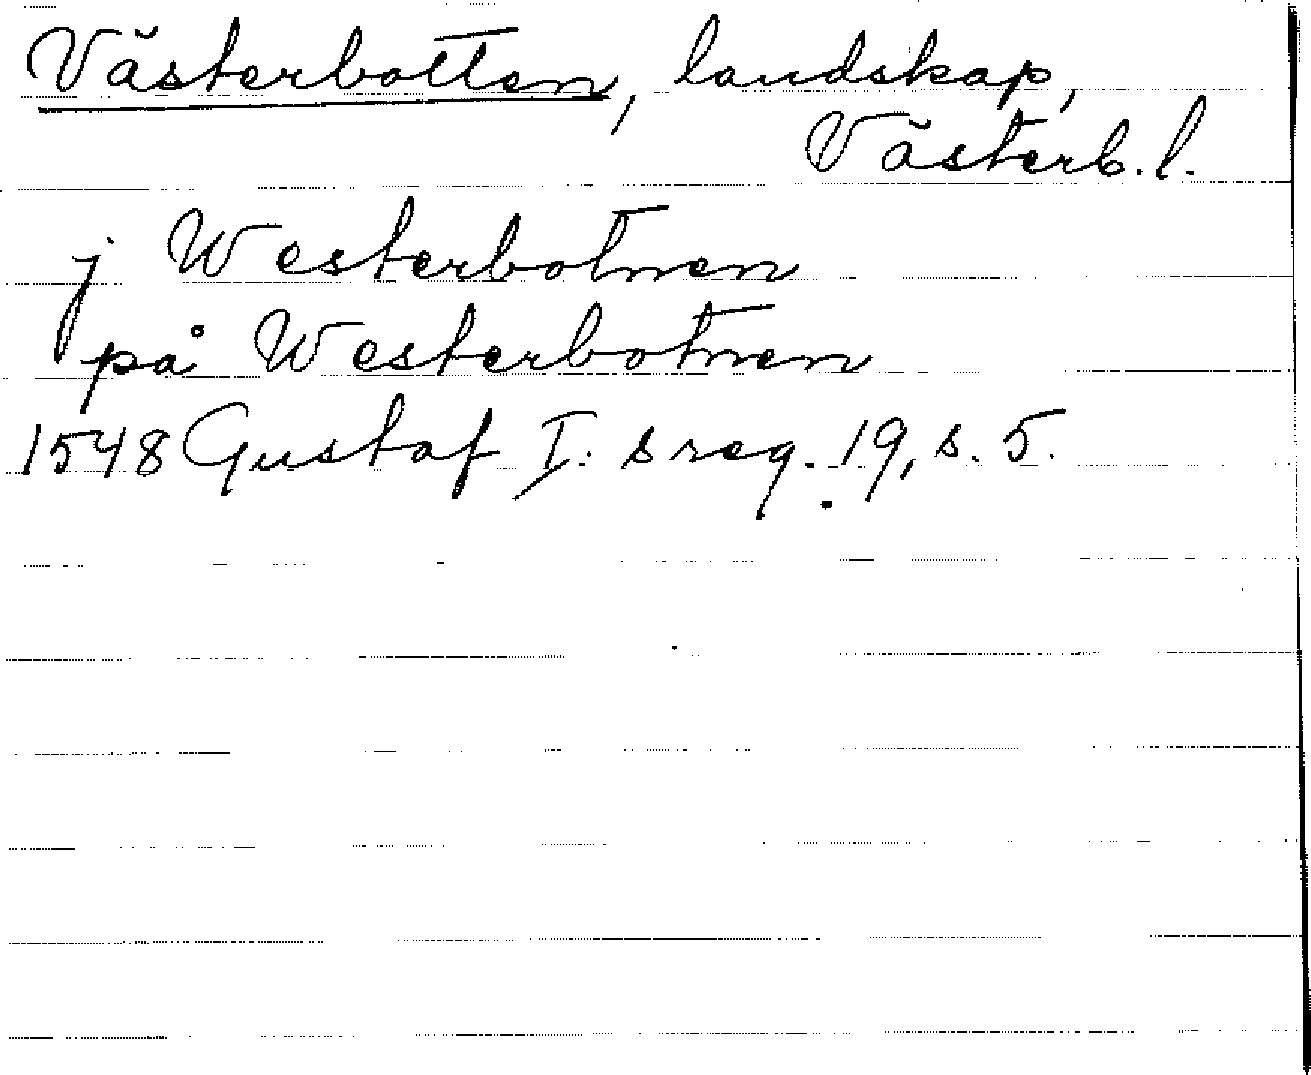 Västerbotten, landskap,
Västerb. l.
j Westerbotnen
på Westerbotnen
1548 Gustaf I:s reg. 19, s. 5.